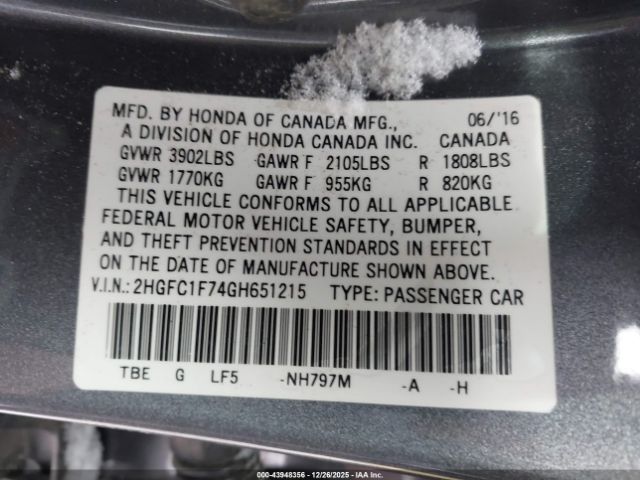 MFD. BY HONDA OF CANADA MFG., 06/'16
A DIVISION OF HONDA CANADA INC. CANADA
GVWR 3902LBS GAWR F 2105LBS R 1808LBS
GVWR 1770KG GAWR F 955KG R 820KG
THIS VEHICLE CONFORMS TO ALL APPLICABLE
FEDERAL MOTOR VEHICLE SAFETY, BUMPER,
AND THEFT PREVENTION STANDARDS IN EFFECT
ON THE DATE OF MANUFACTURE SHOWN ABOVE.
V.I.N.: 2HGFC1F74GH651215 TYPE: PASSENGER CAR
TBE G LF5 -NH797M -A -H
000-43948356 | 12/26/2025 | IAA Inc.